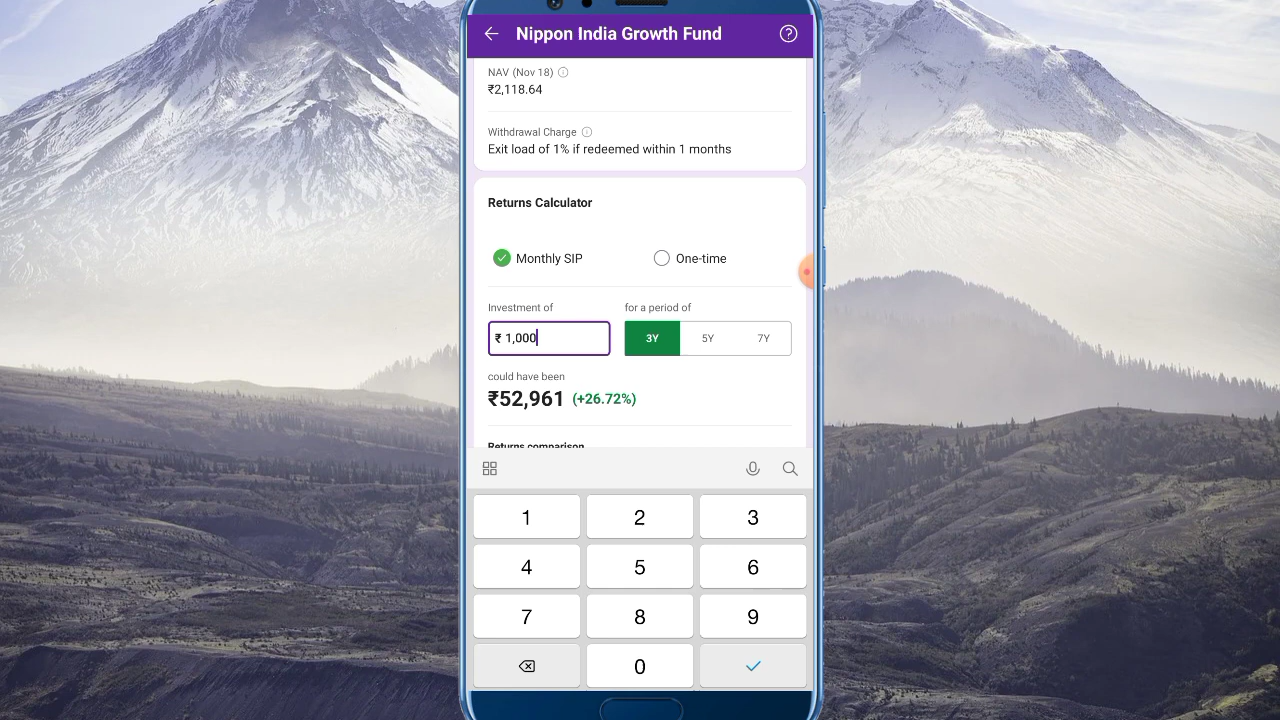 Nippon India Growth Fund
NAV (Nov 18)
₹2,118.64
Withdrawal Charge
Exit load of 1% if redeemed within 1 months
Returns Calculator
Monthly SIP
One-time
Investment of
for a period of
₹ 1,000
3Y
5Y
7Y
could have been
₹52,961 (+26.72%)
Returns comparison
1
2
3
4
5
6
7
8
9
0